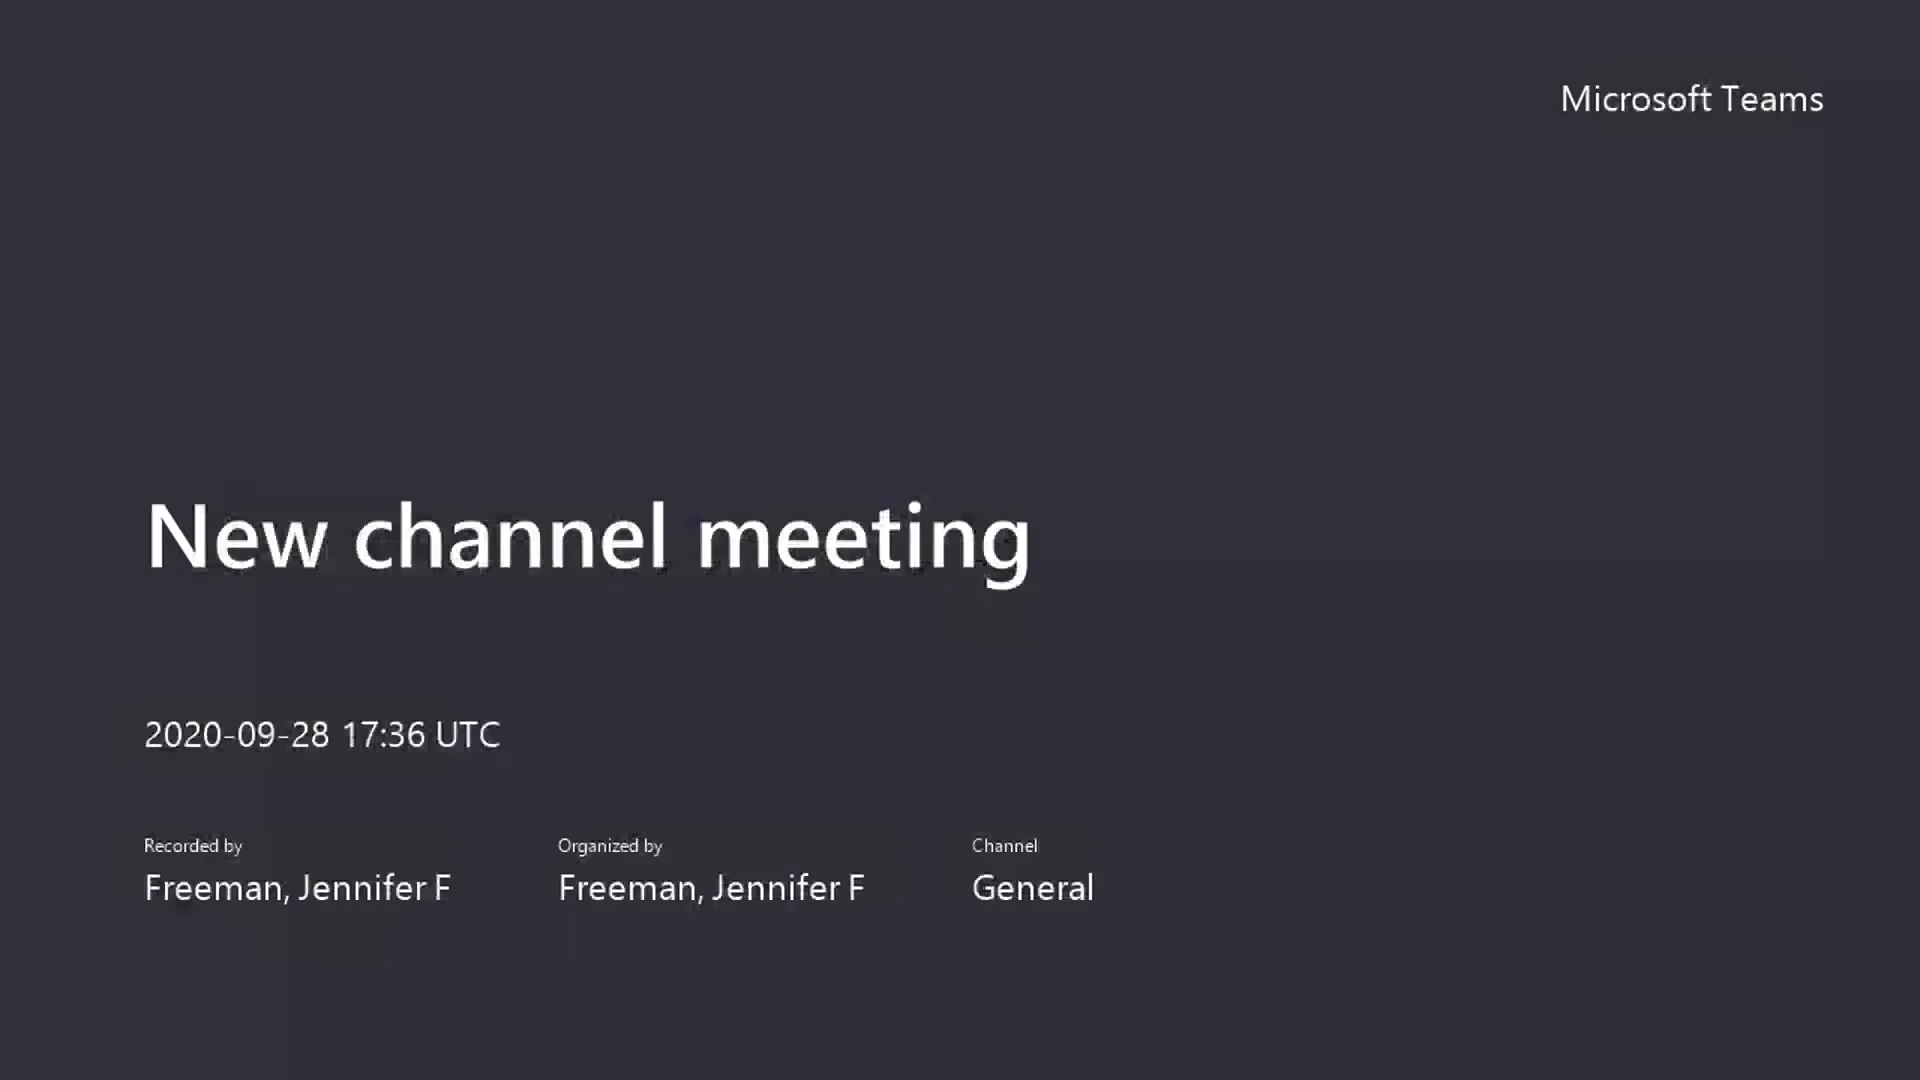 Microsoft Teams
New channel meeting
2020-09-28 17:36 UTC
Recorded by
Freeman, Jennifer F
Organized by
Freeman, Jennifer F
Channel
General